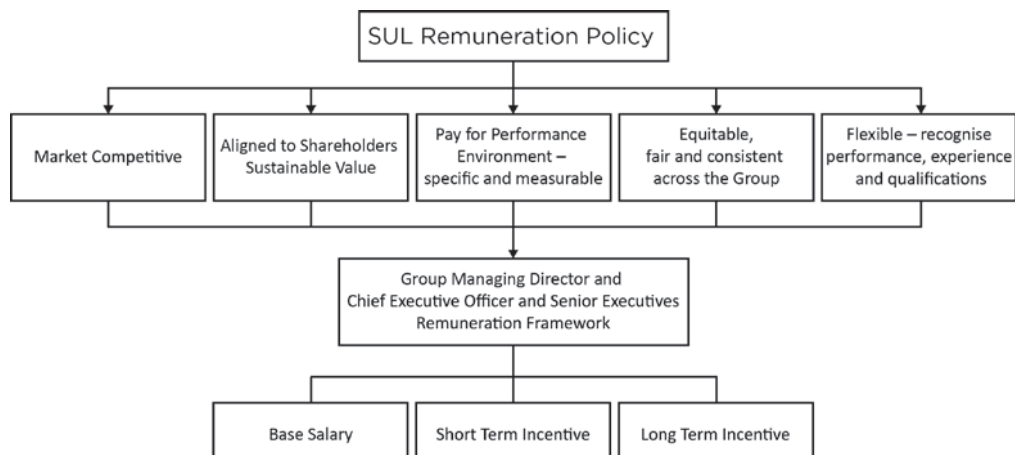 SUL Remuneration Policy
Market Competitive
Aligned to Shareholders
Sustainable Value
Pay for Performance
Environment –
specific and measurable
Equitable,
fair and consistent
across the Group
Flexible – recognise
performance, experience
and qualifications
Group Managing Director and
Chief Executive Officer and Senior Executives
Remuneration Framework
Base Salary
Short Term Incentive
Long Term Incentive